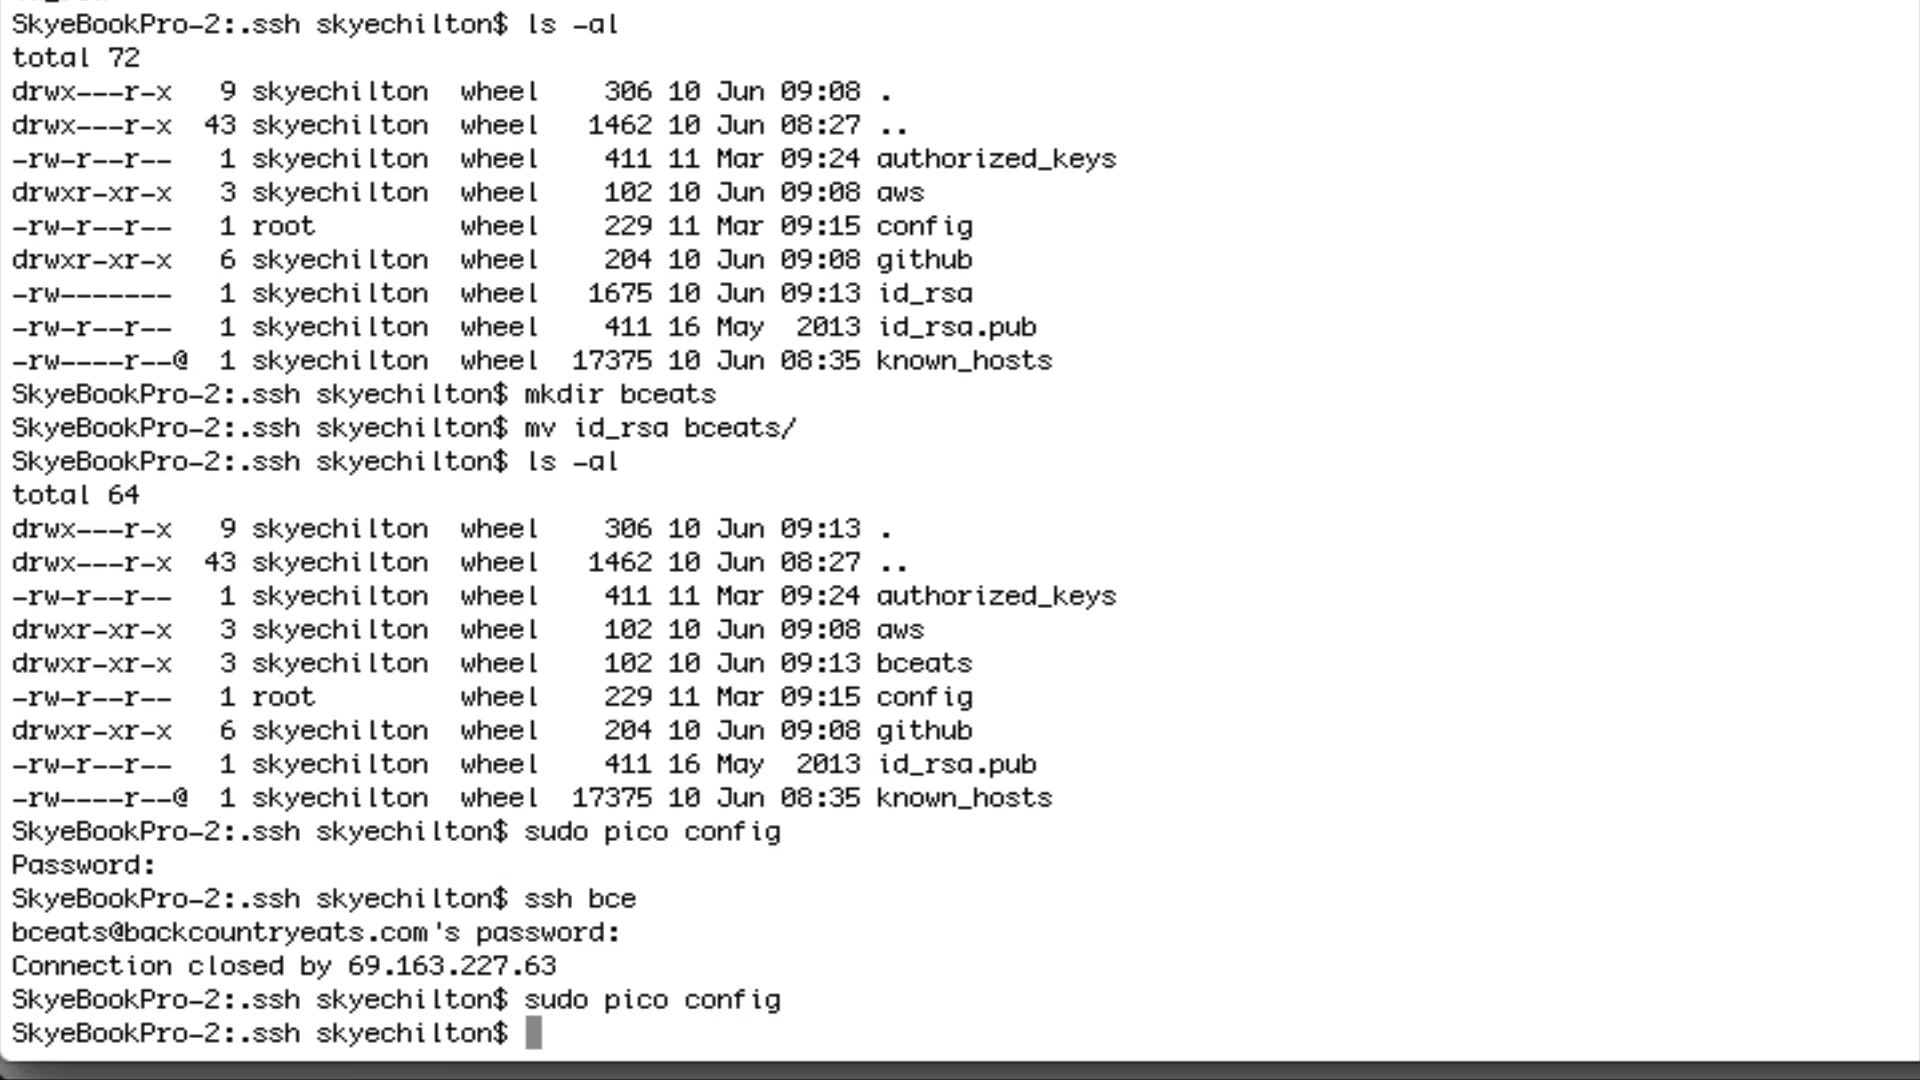 SkyeBookPro-2:.ssh skyechilton$ ls -al
total 72
drwx---r-x   9 skyechilton  wheel    306 10 Jun 09:08 .
drwx---r-x  43 skyechilton  wheel   1462 10 Jun 08:27 ..
-rw-r--r--   1 skyechilton  wheel    411 11 Mar 09:24 authorized_keys
drwxr-xr-x   3 skyechilton  wheel    102 10 Jun 09:08 aws
-rw-r--r--   1 root         wheel    229 11 Mar 09:15 config
drwxr-xr-x   6 skyechilton  wheel    204 10 Jun 09:08 github
-rw-------   1 skyechilton  wheel   1675 10 Jun 09:13 id_rsa
-rw-r--r--   1 skyechilton  wheel    411 16 May  2013 id_rsa.pub
-rw----r--@  1 skyechilton  wheel  17375 10 Jun 08:35 known_hosts
SkyeBookPro-2:.ssh skyechilton$ mkdir bceats
SkyeBookPro-2:.ssh skyechilton$ mv id_rsa bceats/
SkyeBookPro-2:.ssh skyechilton$ ls -al
total 64
drwx---r-x   9 skyechilton  wheel    306 10 Jun 09:13 .
drwx---r-x  43 skyechilton  wheel   1462 10 Jun 08:27 ..
-rw-r--r--   1 skyechilton  wheel    411 11 Mar 09:24 authorized_keys
drwxr-xr-x   3 skyechilton  wheel    102 10 Jun 09:08 aws
drwxr-xr-x   3 skyechilton  wheel    102 10 Jun 09:13 bceats
-rw-r--r--   1 root         wheel    229 11 Mar 09:15 config
drwxr-xr-x   6 skyechilton  wheel    204 10 Jun 09:08 github
-rw-r--r--   1 skyechilton  wheel    411 16 May  2013 id_rsa.pub
-rw----r--@  1 skyechilton  wheel  17375 10 Jun 08:35 known_hosts
SkyeBookPro-2:.ssh skyechilton$ sudo pico config
Password:
SkyeBookPro-2:.ssh skyechilton$ ssh bce
bceats@backcountryeats.com's password:
Connection closed by 69.163.227.63
SkyeBookPro-2:.ssh skyechilton$ sudo pico config
SkyeBookPro-2:.ssh skyechilton$